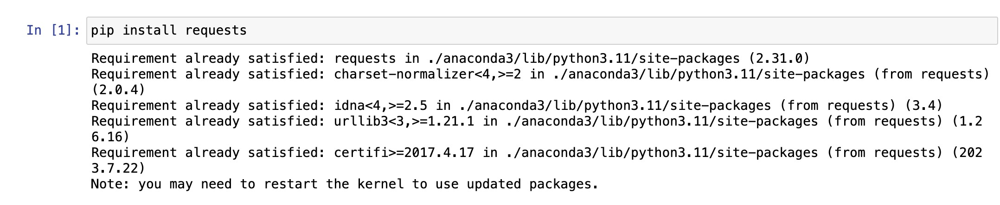 In [1]: pip install requests
Requirement already satisfied: requests in ./anaconda3/lib/python3.11/site-packages (2.31.0)
Requirement already satisfied: charset-normalizer<4,>=2 in ./anaconda3/lib/python3.11/site-packages (from requests)
(2.0.4)
Requirement already satisfied: idna<4,>=2.5 in ./anaconda3/lib/python3.11/site-packages (from requests) (3.4)
Requirement already satisfied: urllib3<3,>=1.21.1 in ./anaconda3/lib/python3.11/site-packages (from requests) (1.2
6.16)
Requirement already satisfied: certifi>=2017.4.17 in ./anaconda3/lib/python3.11/site-packages (from requests) (202
3.7.22)
Note: you may need to restart the kernel to use updated packages.